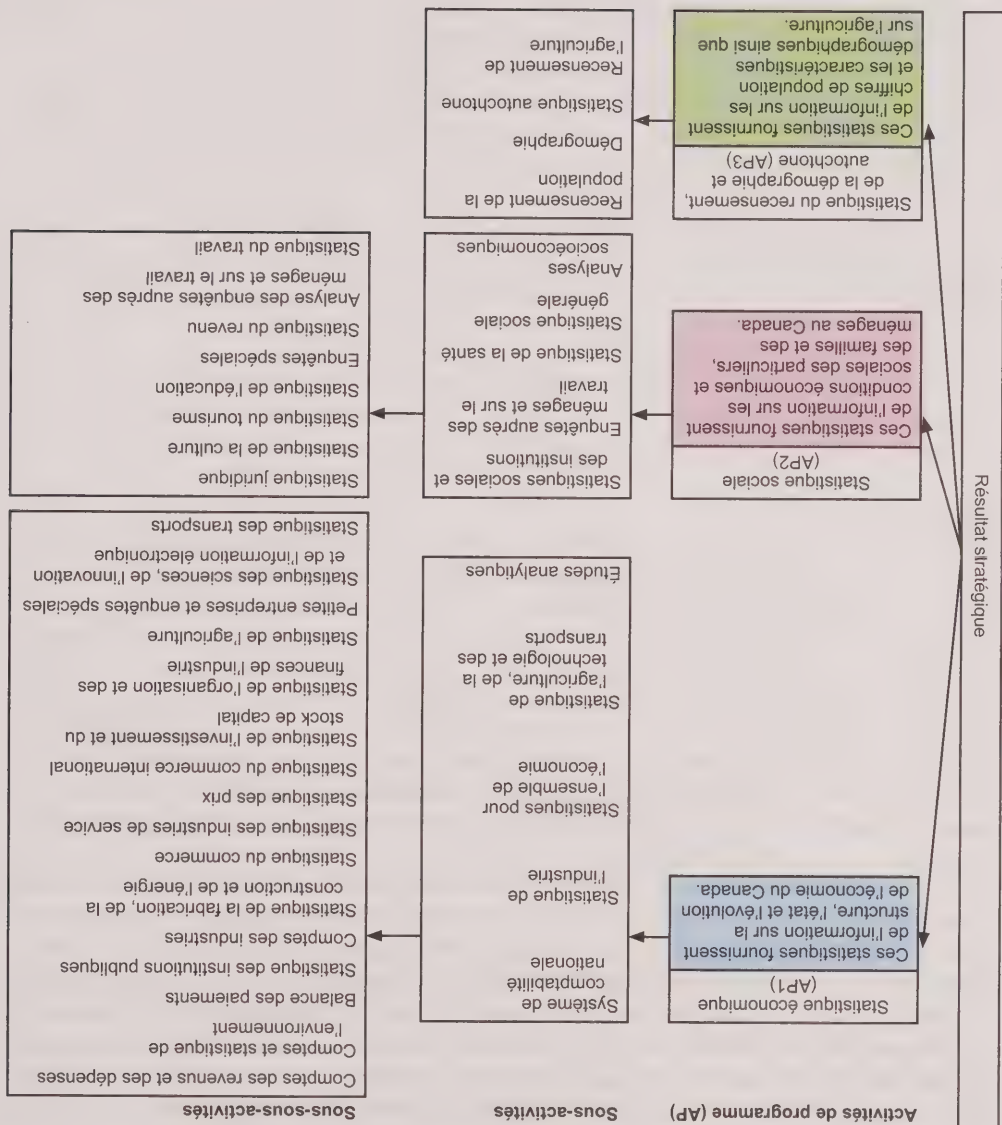 Résultat stratégique
Activités de programme (AP)
Sous-activités
Sous-sous-activités
Statistique économique
(AP1)
Ces statistiques fournissent
de l'information sur la
structure, l'état et l'évolution
de l'économie du Canada.
Système de
comptabilité
nationale
Statistique de
l'industrie
Statistiques pour
l'ensemble de
l'économie
Statistique de
l'agriculture, de la
technologie et des
transports
Études analytiques
Comptes des revenus et des dépenses
Comptes et statistique de
l'environnement
Balance des paiements
Statistique des institutions publiques
Comptes des industries
Statistique de la fabrication, de la
construction et de l'énergie
Statistique du commerce
Statistique des industries de service
Statistique des prix
Statistique du commerce international
Statistique de l'investissement et du
stock de capital
Statistique de l'organisation et des
finances de l'industrie
Statistique de l'agriculture
Petites entreprises et enquêtes spéciales
Statistique des sciences, de l'innovation
et de l'information électronique
Statistique des transports
Statistique sociale
(AP2)
Ces statistiques fournissent
de l'information sur les
conditions économiques et
sociales des particuliers,
des familles et des
ménages au Canada.
Statistiques sociales et
des institutions
Enquêtes auprès des
ménages et sur le
travail
Statistique de la santé
Statistique sociale
générale
Analyses
socioéconomiques
Statistique juridique
Statistique de la culture
Statistique du tourisme
Statistique de l'éducation
Enquêtes spéciales
Statistique du revenu
Analyse des enquêtes auprès des
ménages et sur le travail
Statistique du travail
Statistique du recensement,
de la démographie et
autochtone (AP3)
Ces statistiques fournissent
de l'information sur les
chiffres de population
et les caractéristiques
démographiques ainsi que
sur l'agriculture.
Recensement de la
population
Démographie
Statistique autochtone
Recensement de
l'agriculture